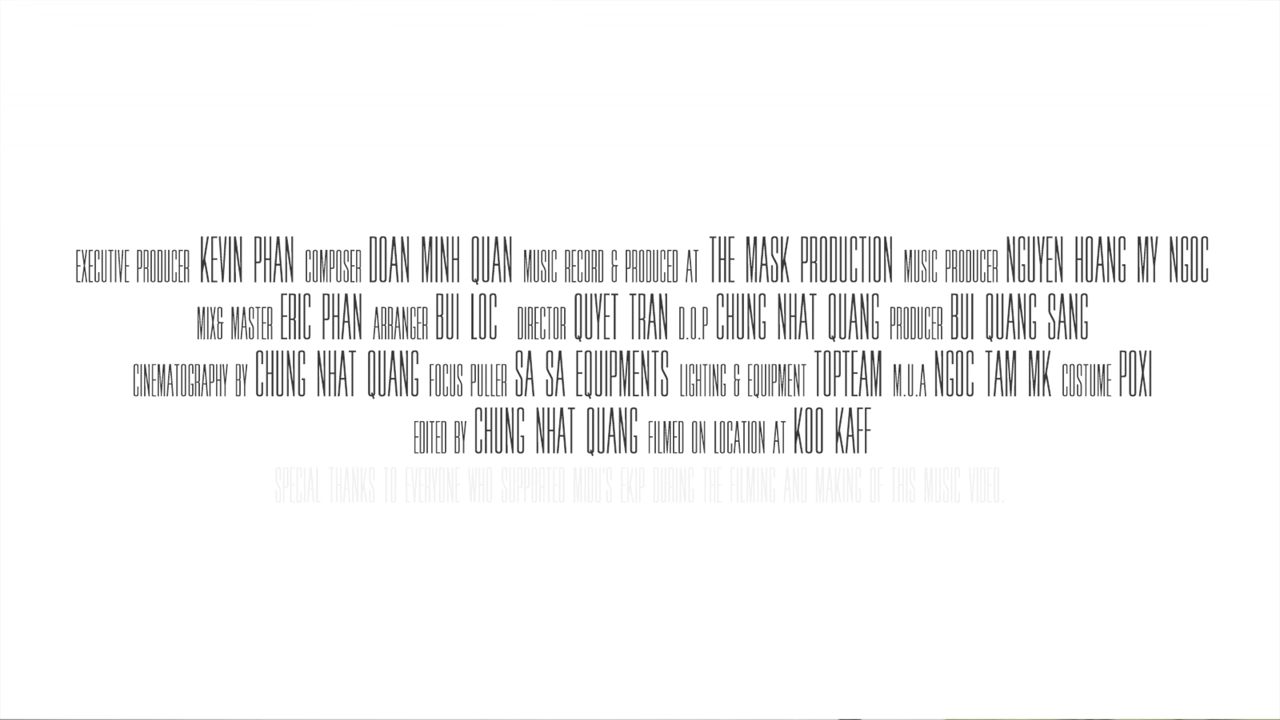 EXECUTIVE PRODUCER KEVIN PHAN COMPOSER DOAN MINH QUAN MUSIC RECORD & PRODUCED AT THE MASK PRODUCTION MUSIC PRODUCER NGUYEN HOANG MY NGOC
MIX& MASTER ERIC PHAN ARRANGER BUI LOC DIRECTOR QUYET TRAN D.O.P CHUNG NHAT QUANG PRODUCER BUI QUANG SANG
CINEMATOGRAPHY BY CHUNG NHAT QUANG FOCUS PULLER SA SA EQUIPMENTS LIGHTING & EQUIPMENT TOPTEAM M.U.A NGOC TAM MK COSTUME POXI
EDITED BY CHUNG NHAT QUANG FILMED ON LOCATION AT KOO KAFF
SPECIAL THANKS TO EVERYONE WHO SUPPORTED MIDU'S EKIP DURING THE FILMING AND MAKING OF THIS MUSIC VIDEO.